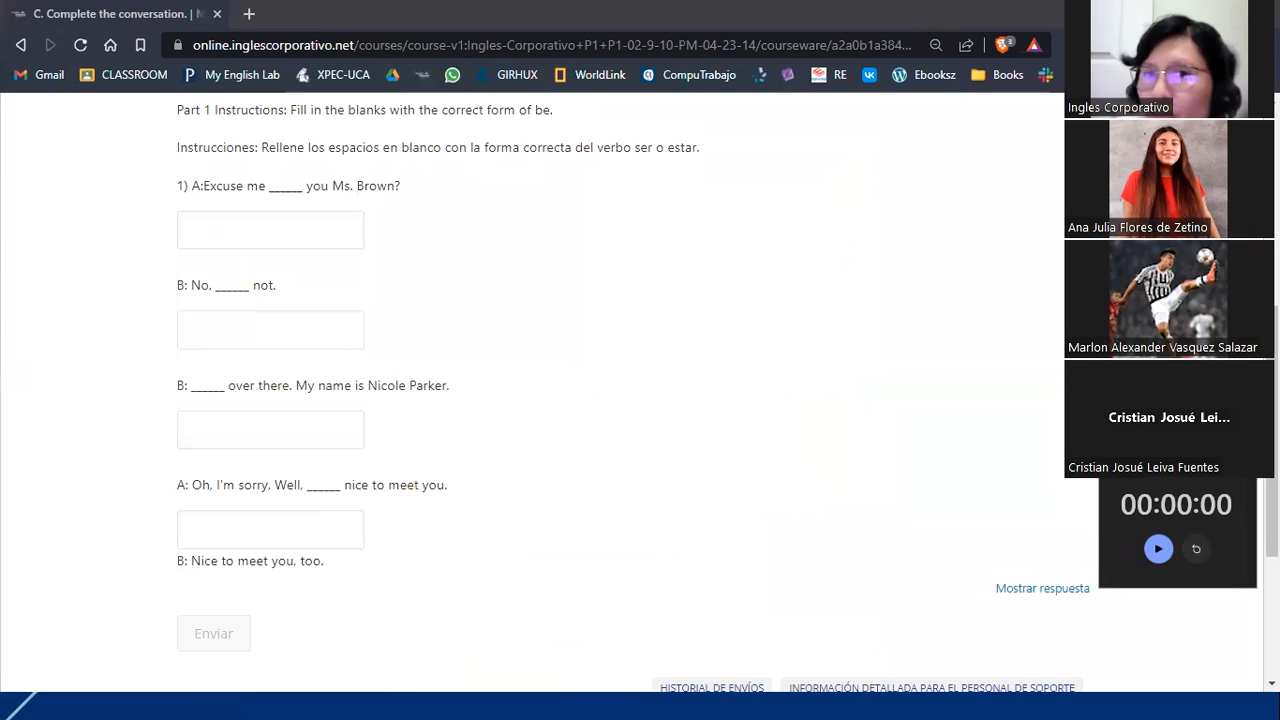 C. Complete the conversation. | M
online.inglescorporativo.net/courses/course-v1:Ingles-Corporativo+P1+P1-02-9-10-PM-04-23-14/courseware/a2a0b1a384...
3
Gmail CLASSROOM My English Lab XPEC-UCA GIRHUX WorldLink CompuTrabajo RE Ebooksz Books
Part 1 Instructions: Fill in the blanks with the correct form of be.
Instrucciones: Rellene los espacios en blanco con la forma correcta del verbo ser o estar.
1) A:Excuse me ______ you Ms. Brown?
B: No, ______ not.
B: ______ over there. My name is Nicole Parker.
A: Oh, I'm sorry, Well, ______ nice to meet you.
B: Nice to meet you, too.
Mostrar respuesta
Enviar
HISTORIAL DE ENVÍOS INFORMACIÓN DETALLADA PARA EL PERSONAL DE SOPORTE
Ingles Corporativo
Ana Julia Flores de Zetino
Marlon Alexander Vasquez Salazar
Cristian Josué Lei...
Cristian Josué Leiva Fuentes
00:00:00